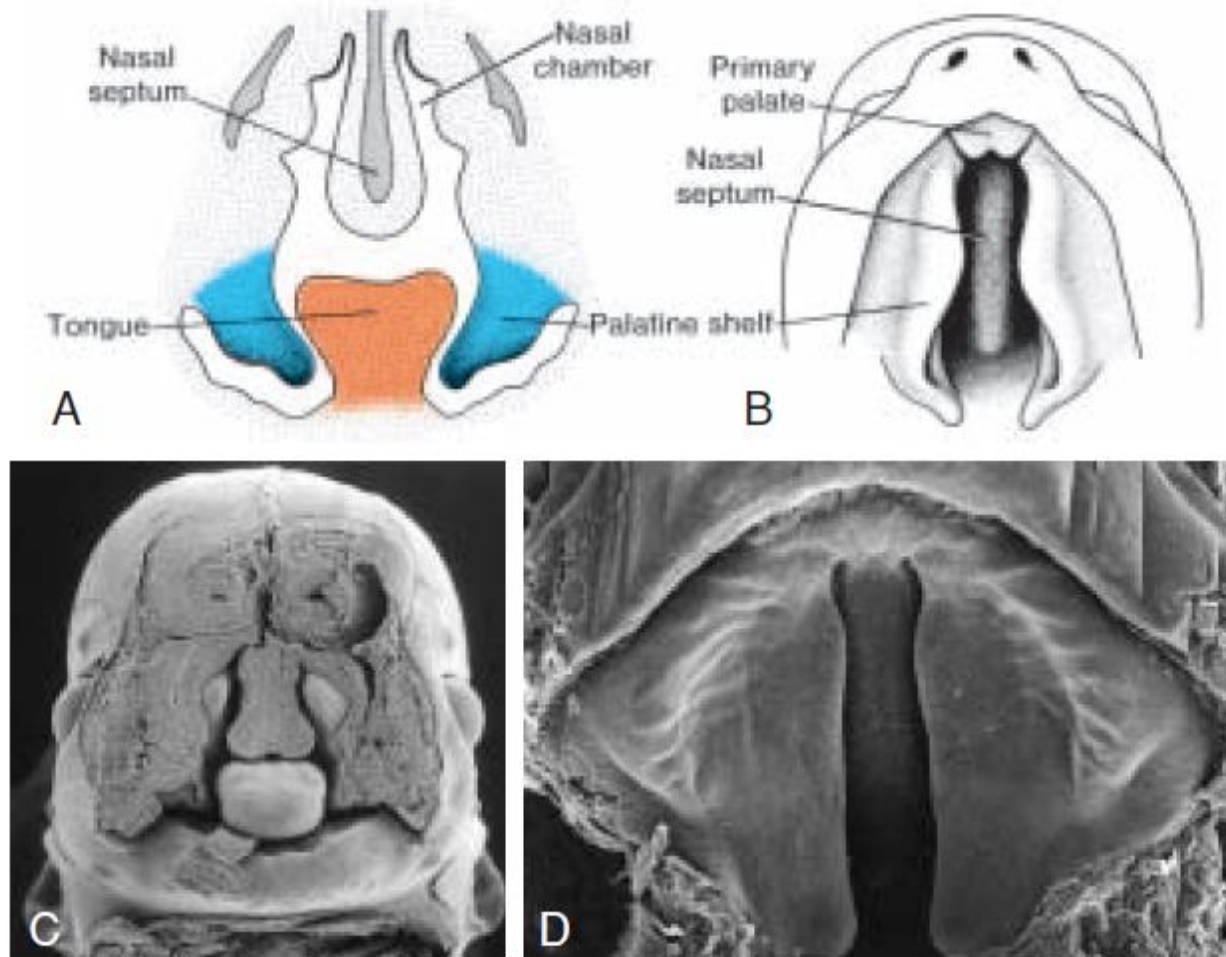 Nasal
septum
Nasal
chamber
Tongue
A
Primary
palate
Nasal
septum
Palatine shelf
B
C
D